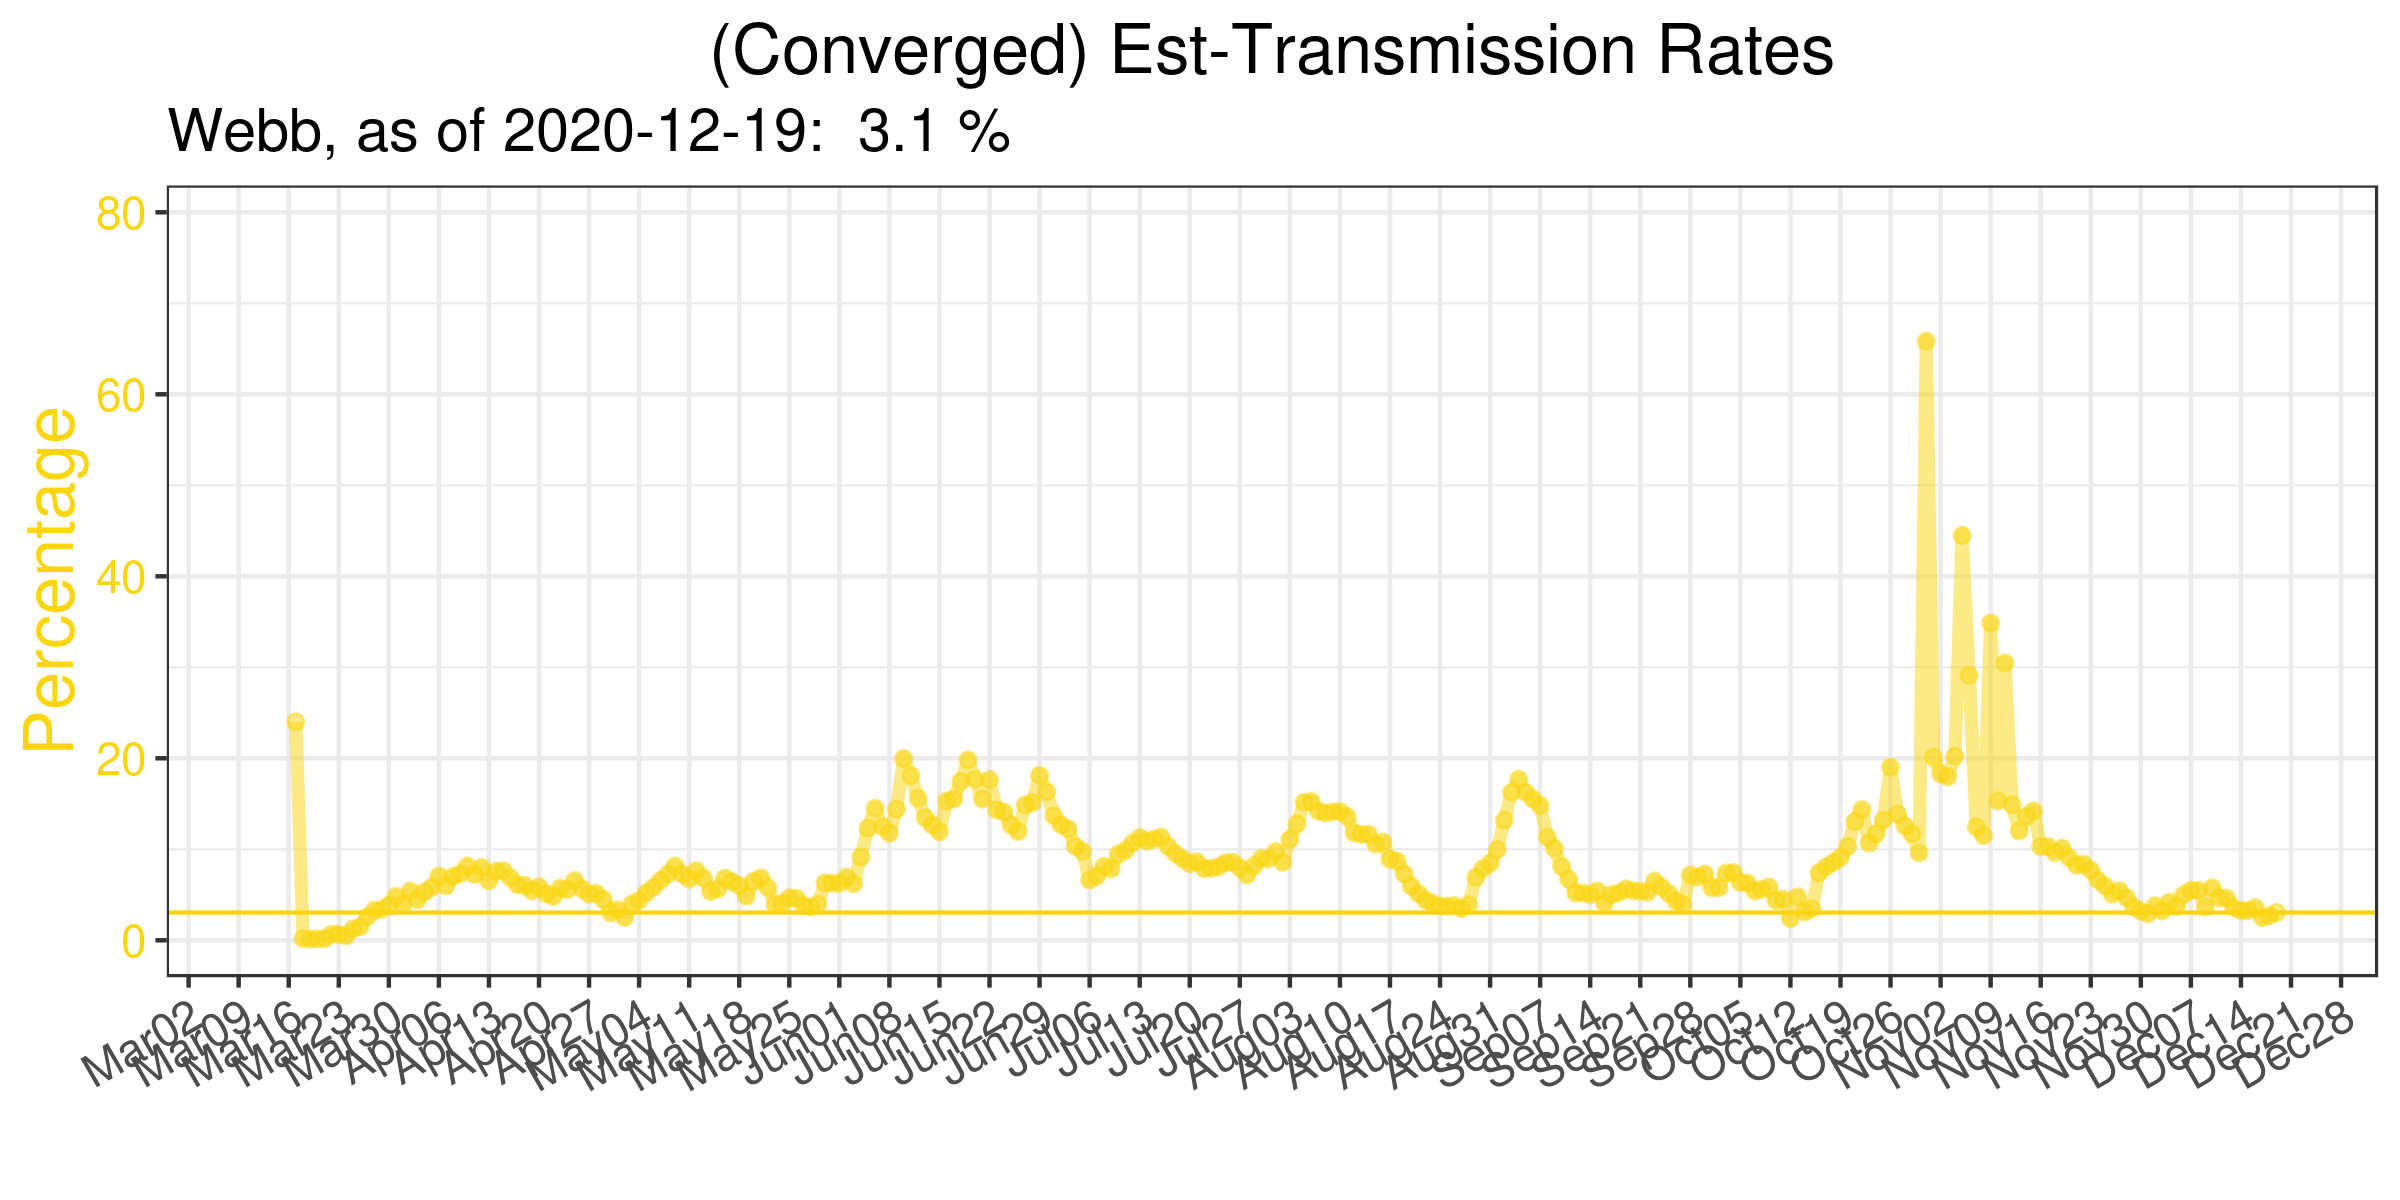 (Converged) Est-Transmission Rates
Webb, as of 2020-12-19:  3.1 %
Percentage
80
60
40
20
0
Mar02
Mar09
Mar16
Mar23
Mar30
Apr06
Apr13
Apr20
Apr27
May04
May11
May18
May25
Jun01
Jun08
Jun15
Jun22
Jun29
Jul06
Jul13
Jul20
Jul27
Aug03
Aug10
Aug17
Aug24
Aug31
Sep07
Sep14
Sep21
Sep28
Oct05
Oct12
Oct19
Oct26
Nov02
Nov09
Nov16
Nov23
Nov30
Dec07
Dec14
Dec21
Dec28